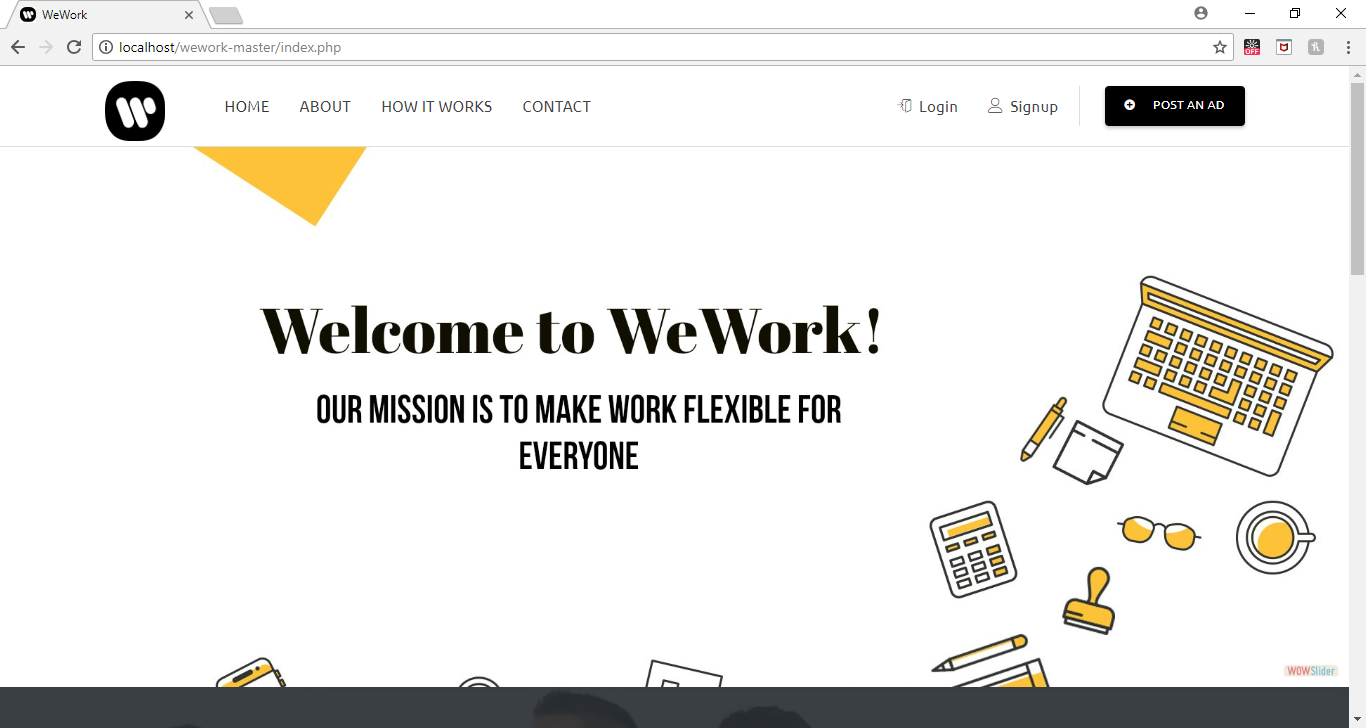 WeWork
localhost/wework-master/index.php
OFF
HOME ABOUT HOW IT WORKS CONTACT Login Signup POST AN AD
Welcome to WeWork!
OUR MISSION IS TO MAKE WORK FLEXIBLE FOR
EVERYONE
WOWSlider